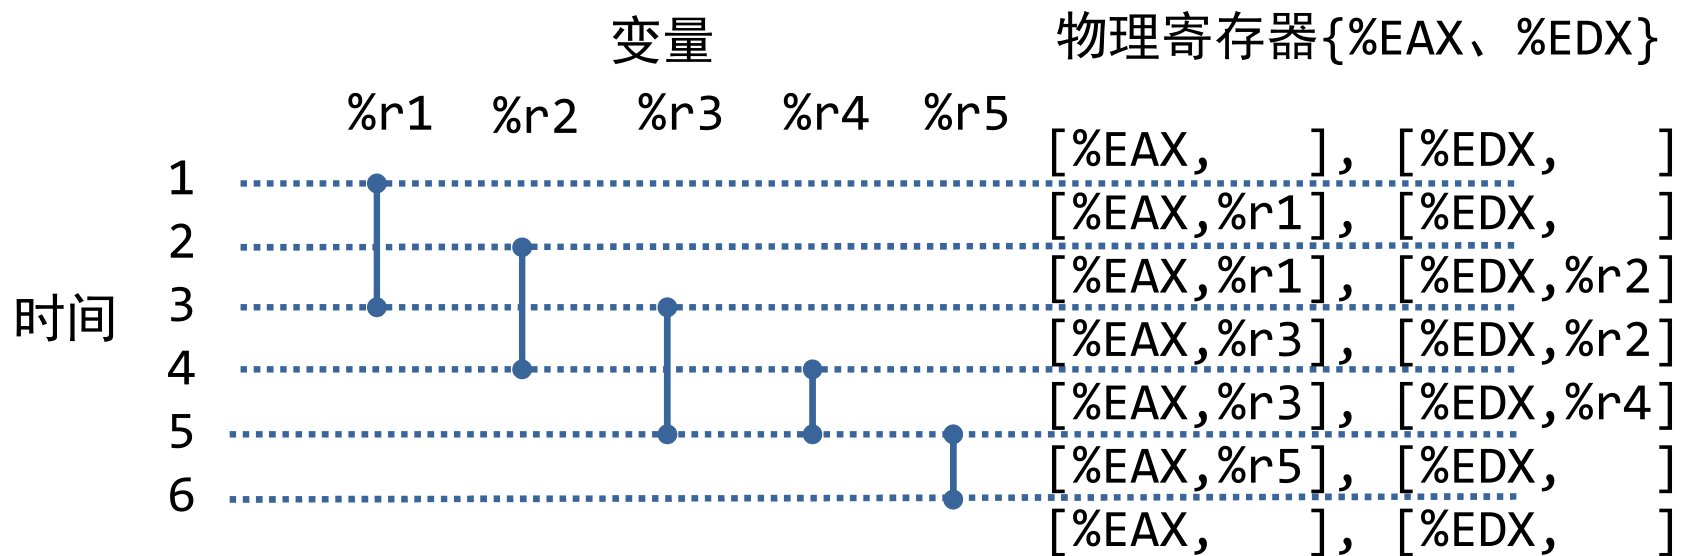 变量 物理寄存器{%EAX、%EDX}
%r1 %r2 %r3 %r4 %r5
[%EAX, ], [%EDX, ]
1
[%EAX,%r1], [%EDX, ]
2
[%EAX,%r1], [%EDX,%r2]
时间
3
[%EAX,%r3], [%EDX,%r2]
4
[%EAX,%r3], [%EDX,%r4]
5
[%EAX,%r5], [%EDX, ]
6
[%EAX, ], [%EDX, ]